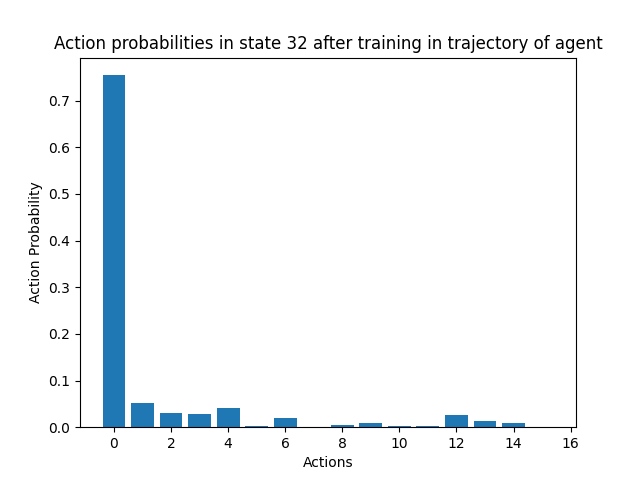 Action probabilities in state 32 after training in trajectory of agent
0.7
0.6
0.5
0.4
0.3
0.2
0.1
0.0
Action Probability
0 2 4 6 8 10 12 14 16
Actions